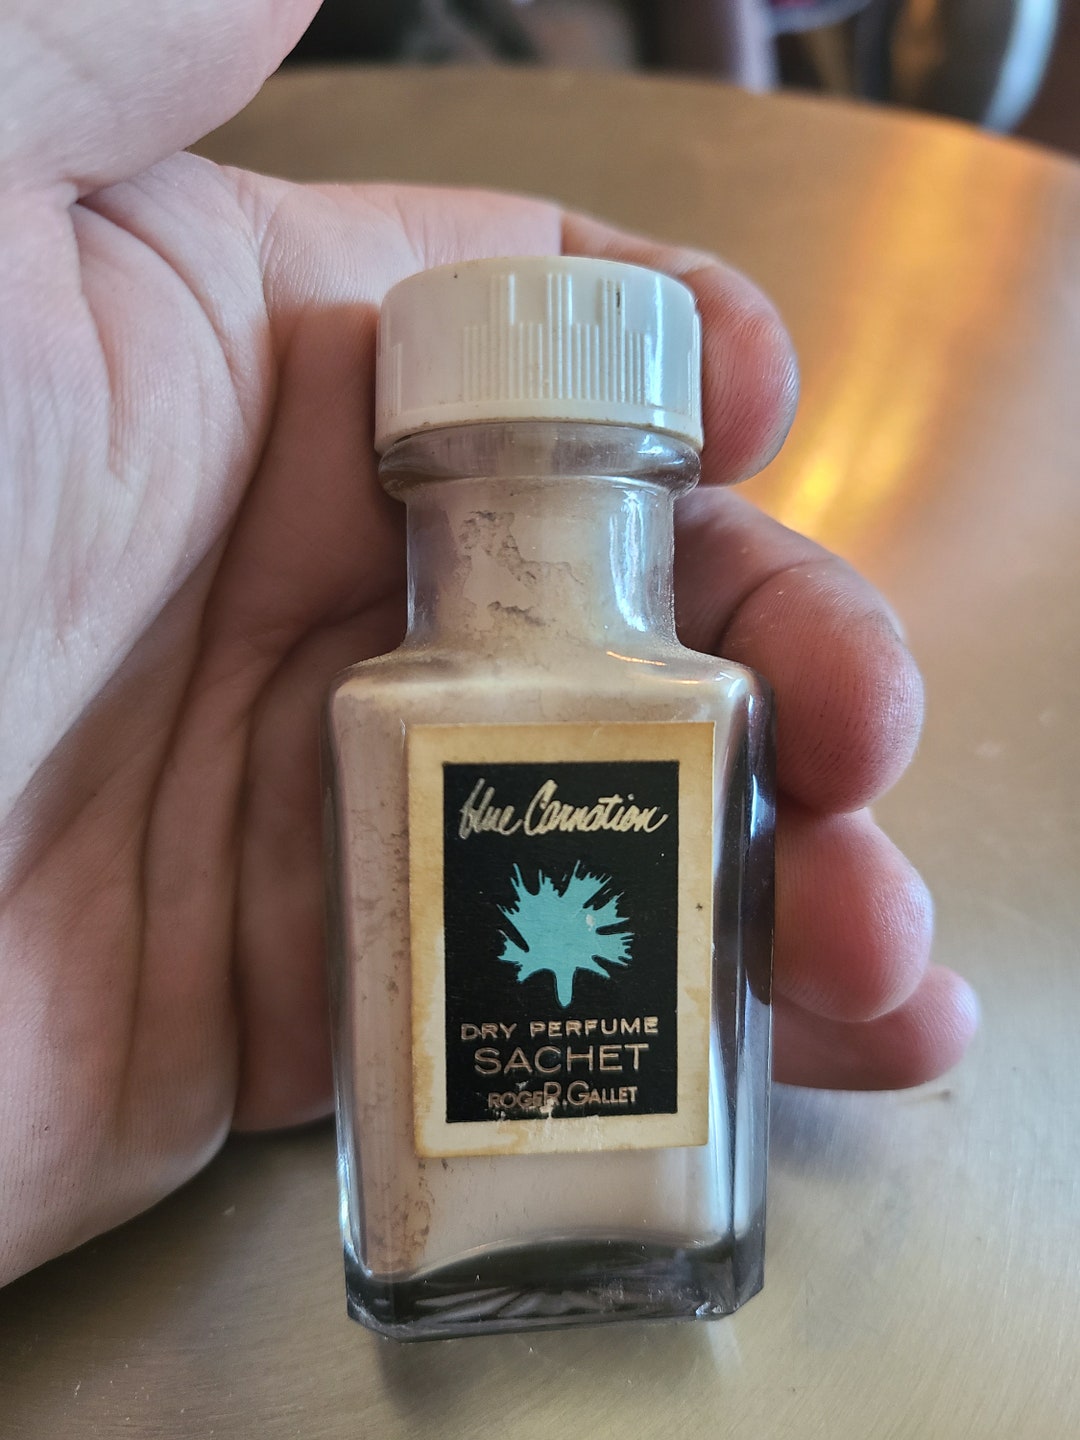 blue Carnation
DRY PERFUME
SACHET
ROGER.GALLET